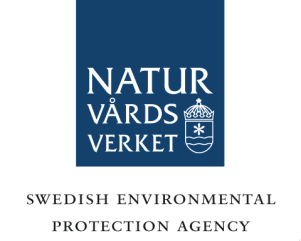 NATUR
VÅRDS
VERKET
SWEDISH ENVIRONMENTAL
PROTECTION AGENCY